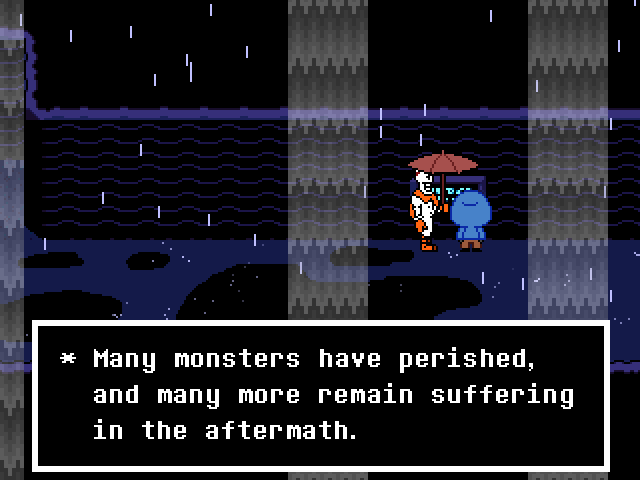 * Many monsters have perished,
and many more remain suffering
in the aftermath.